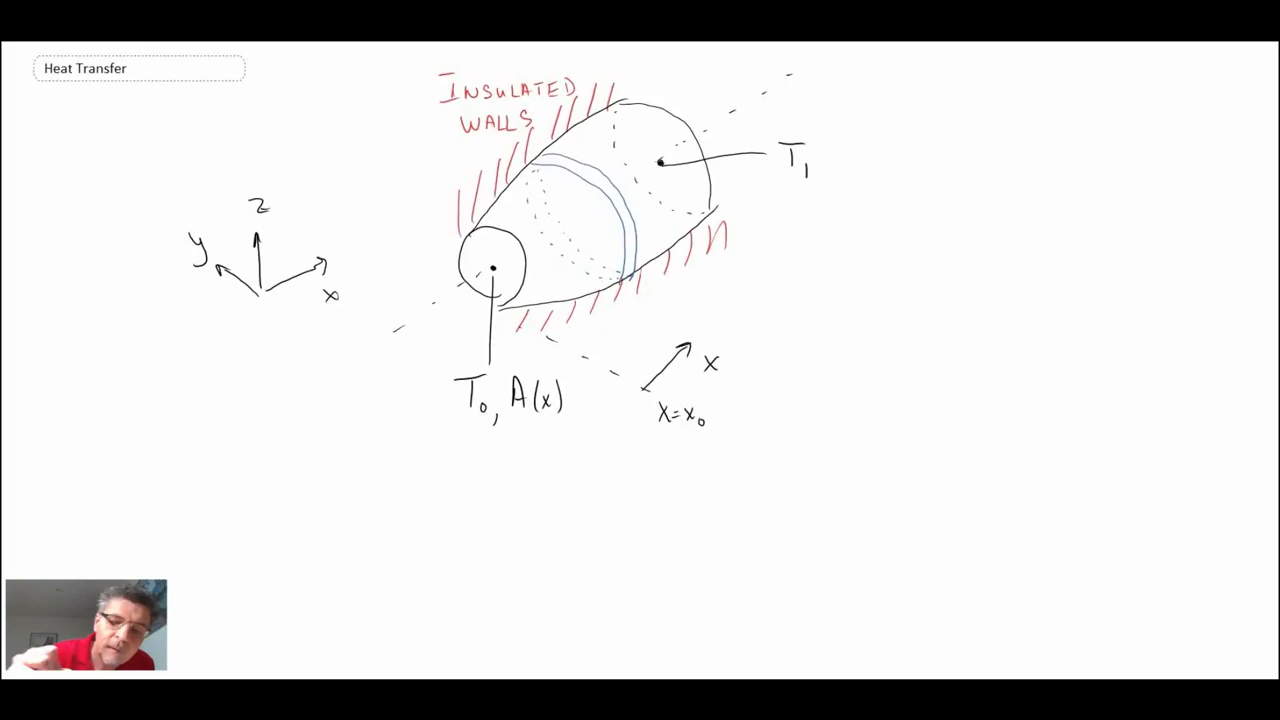 Heat Transfer
INSULATED
WALLS
T₁
z
y
x
x
T₀, A(x)
x=x₀